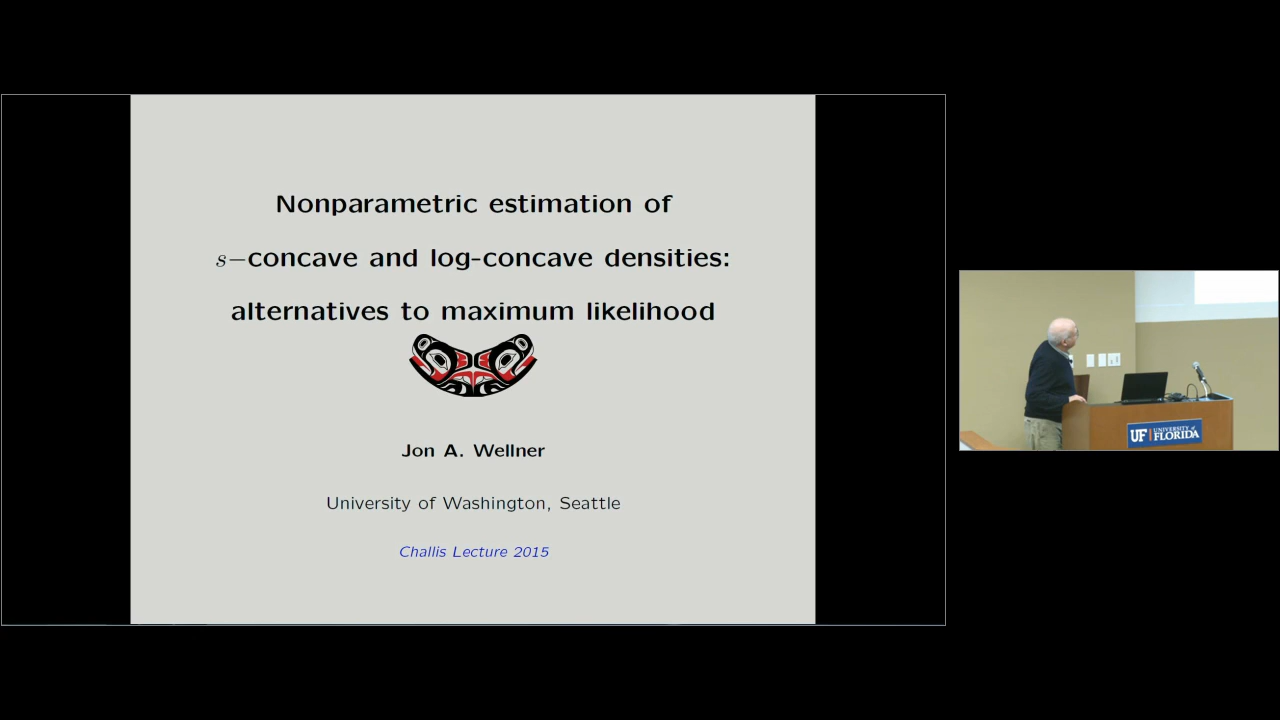 Nonparametric estimation of
s−concave and log-concave densities:
alternatives to maximum likelihood
Jon A. Wellner
University of Washington, Seattle
Challis Lecture 2015
UF UNIVERSITY of
FLORIDA